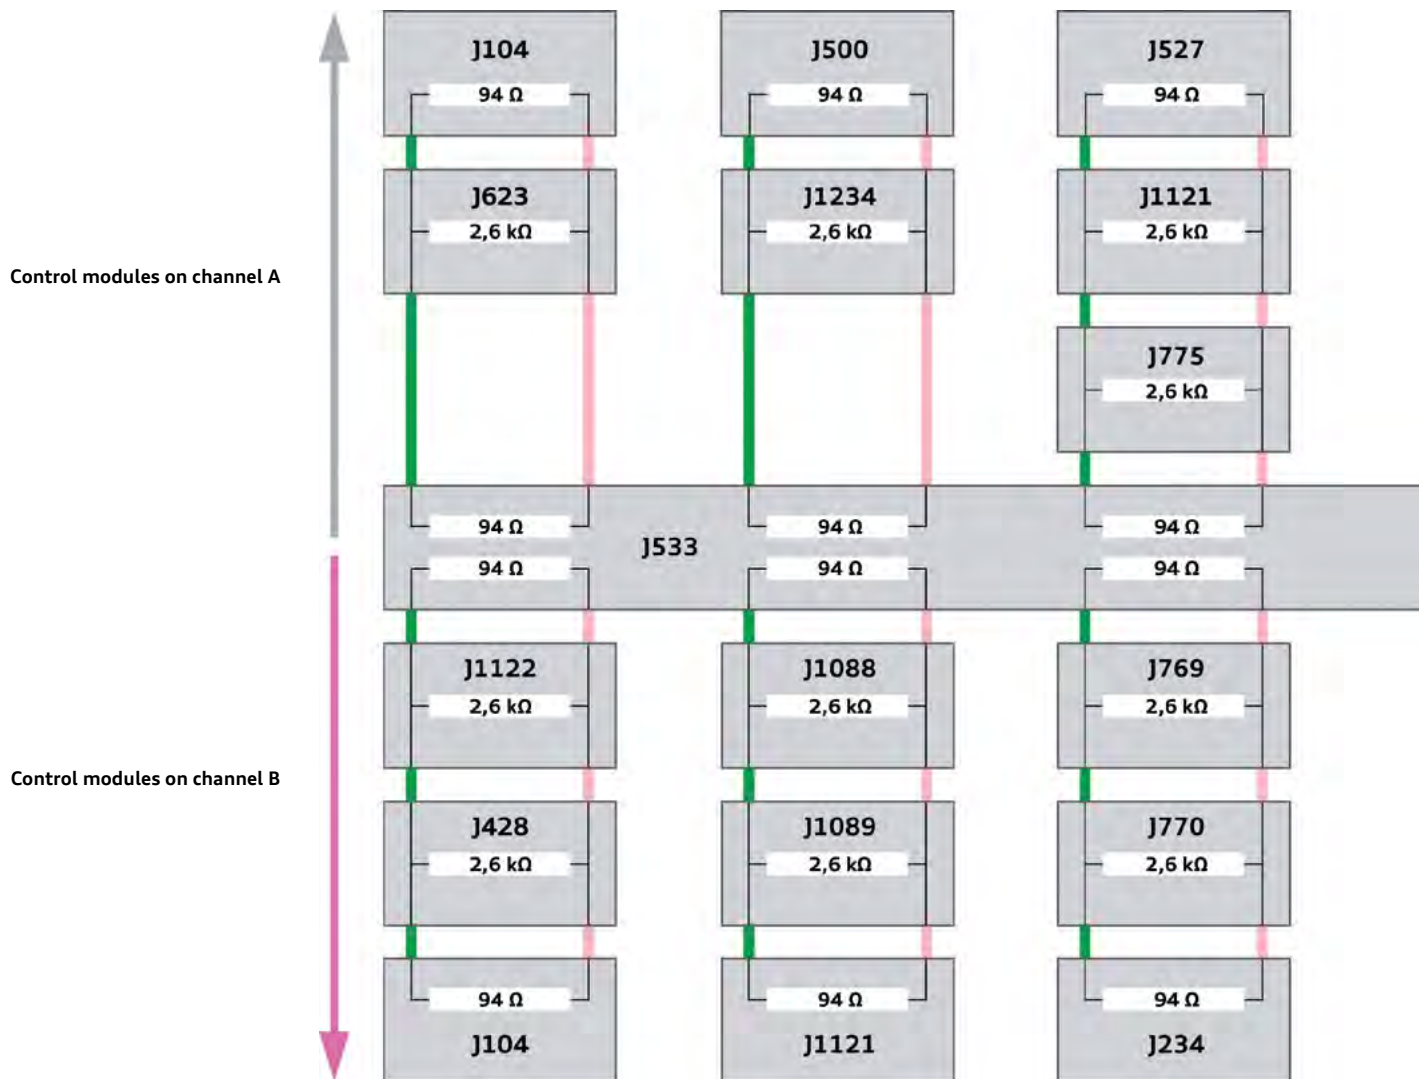 J104
94 Ω
J500
94 Ω
J527
94 Ω
J623
2,6 kΩ
J1234
2,6 kΩ
J1121
2,6 kΩ
Control modules on channel A
J775
2,6 kΩ
94 Ω
94 Ω
94 Ω
J533
94 Ω
94 Ω
94 Ω
J1122
2,6 kΩ
J1088
2,6 kΩ
J769
2,6 kΩ
Control modules on channel B
J428
2,6 kΩ
J1089
2,6 kΩ
J770
2,6 kΩ
94 Ω
J104
94 Ω
J1121
94 Ω
J234